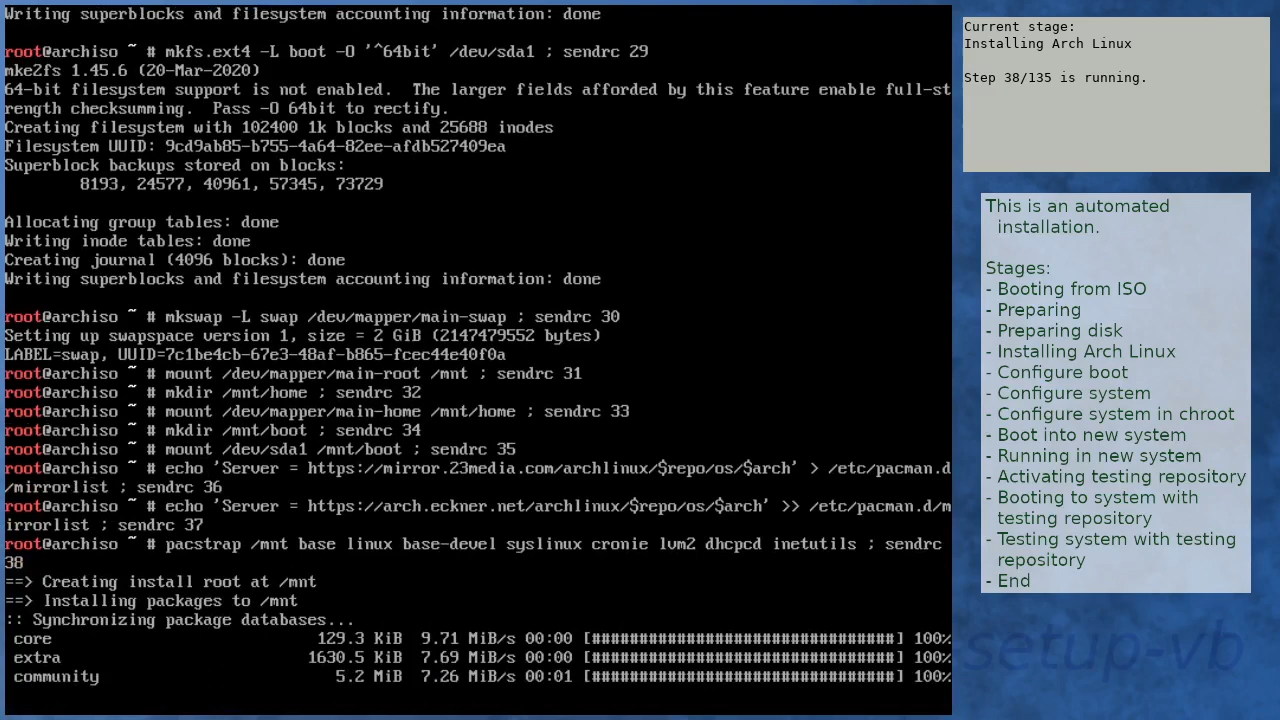 Writing superblocks and filesystem accounting information: done
root@archiso ~ # mkfs.ext4 -L boot -O '^64bit' /dev/sda1 ; sendrc 29
mke2fs 1.45.6 (20-Mar-2020)
64-bit filesystem support is not enabled.  The larger fields afforded by this feature enable full-st
rength checksumming.  Pass -O 64bit to rectify.
Creating filesystem with 102400 1k blocks and 25688 inodes
Filesystem UUID: 9cd9ab85-b755-4a64-82ee-afdb527409ea
Superblock backups stored on blocks:
        8193, 24577, 40961, 57345, 73729
Allocating group tables: done
Writing inode tables: done
Creating journal (4096 blocks): done
Writing superblocks and filesystem accounting information: done
root@archiso ~ # mkswap -L swap /dev/mapper/main-swap ; sendrc 30
Setting up swapspace version 1, size = 2 GiB (2147479552 bytes)
LABEL=swap, UUID=7c1be4cb-67e3-48af-b865-fcec44e40f0a
root@archiso ~ # mount /dev/mapper/main-root /mnt ; sendrc 31
root@archiso ~ # mkdir /mnt/home ; sendrc 32
root@archiso ~ # mount /dev/mapper/main-home /mnt/home ; sendrc 33
root@archiso ~ # mkdir /mnt/boot ; sendrc 34
root@archiso ~ # mount /dev/sda1 /mnt/boot ; sendrc 35
root@archiso ~ # echo 'Server = https://mirror.23media.com/archlinux/$repo/os/$arch' > /etc/pacman.d
/mirrorlist ; sendrc 36
root@archiso ~ # echo 'Server = https://arch.eckner.net/archlinux/$repo/os/$arch' >> /etc/pacman.d/m
irrorlist ; sendrc 37
root@archiso ~ # pacstrap /mnt base linux base-devel syslinux cronie lvm2 dhcpcd inetutils ; sendrc
38
==> Creating install root at /mnt
==> Installing packages to /mnt
:: Synchronizing package databases...
 core                            129.3 KiB  9.71 MiB/s 00:00 [################################] 100%
 extra                          1630.5 KiB  7.69 MiB/s 00:00 [################################] 100%
 community                         5.2 MiB  7.26 MiB/s 00:01 [################################] 100%
Current stage:
Installing Arch Linux
Step 38/135 is running.
This is an automated
installation.
Stages:
- Booting from ISO
- Preparing
- Preparing disk
- Installing Arch Linux
- Configure boot
- Configure system
- Configure system in chroot
- Boot into new system
- Running in new system
- Activating testing repository
- Booting to system with
testing repository
- Testing system with testing
repository
- End
setup-vb